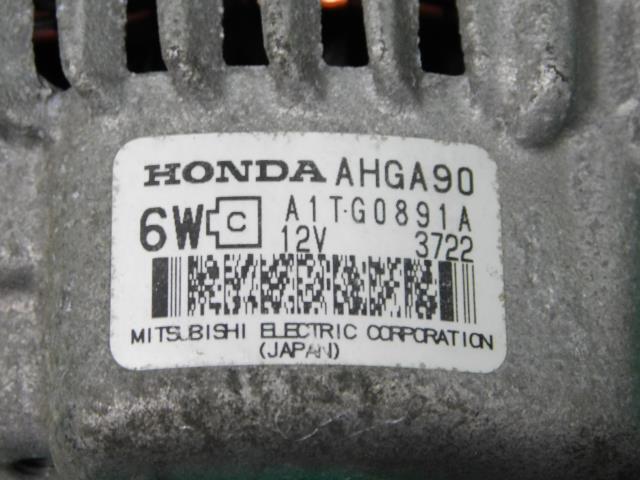 HONDA AHGA90
6W C A1T-G0891A
12V 3722
MITSUBISHI ELECTRIC CORPORATION
(JAPAN)